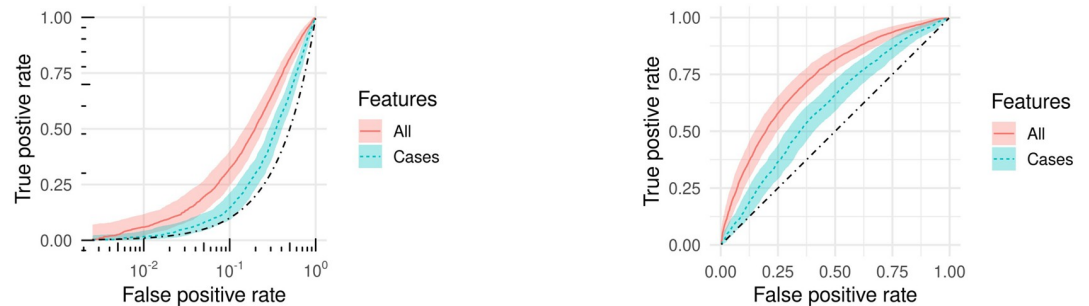 1.00
0.75
0.50
0.25
0.00
True postive rate
10-2
10-1
100
False positive rate
Features
All
Cases
1.00
0.75
0.50
0.25
0.00
True postive rate
0.00 0.25 0.50 0.75 1.00
False positive rate
Features
All
Cases